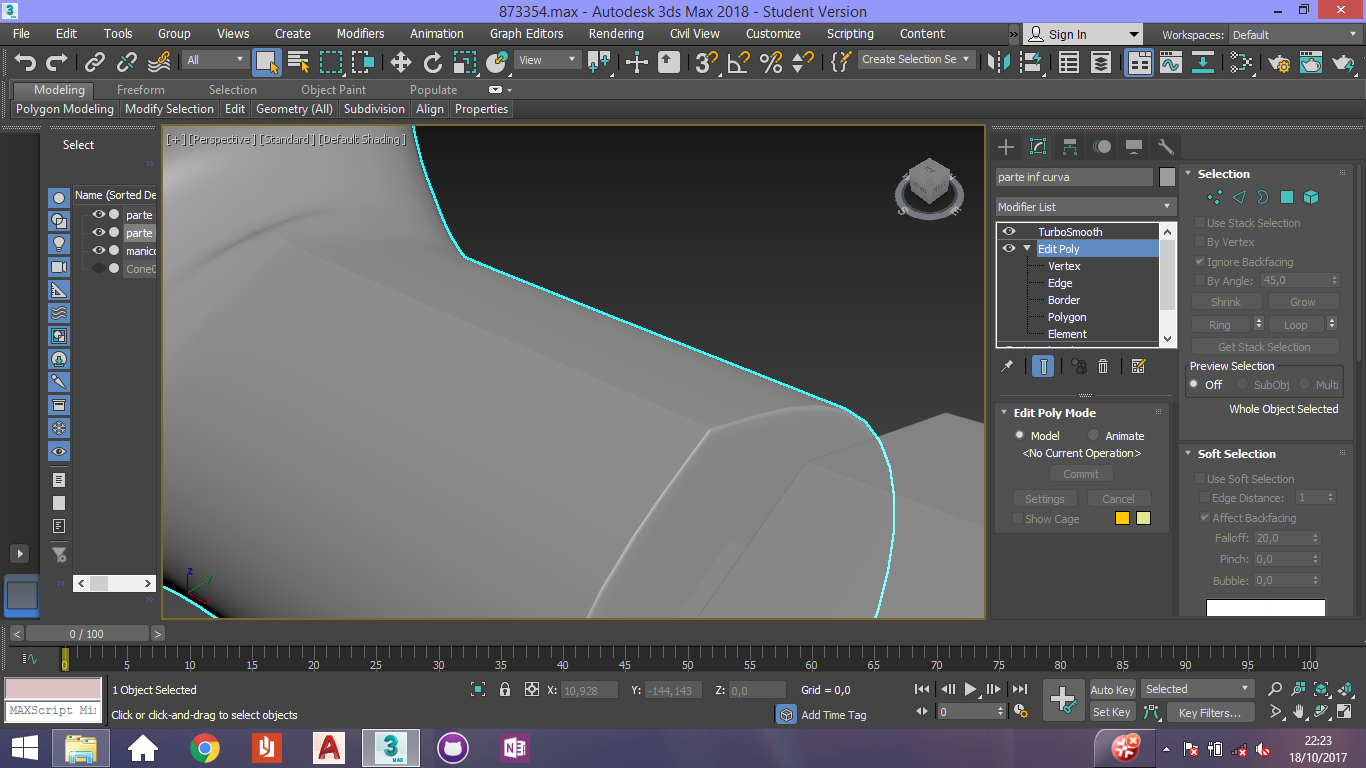 873354.max - Autodesk 3ds Max 2018 - Student Version
File Edit Tools Group Views Create Modifiers Animation Graph Editors Rendering Civil View Customize Scripting Content » Sign In Workspaces: Default
All View Create Selection Se
Modeling Freeform Selection Object Paint Populate
Polygon Modeling Modify Selection Edit Geometry (All) Subdivision Align Properties
Select
Name (Sorted De
parte
parte
manico
[+] [Perspective] [Standard] [Default Shading]
z
parte inf curva
Modifier List
TurboSmooth
Edit Poly
Vertex
Edge
Border
Polygon
Element
Edit Poly Mode
Model Animate
<No Current Operation>
Commit
Settings Cancel
Show Cage
Selection
Use Stack Selection
By Vertex
Ignore Backfacing
By Angle: 45,0
Shrink Grow
Ring Loop
Get Stack Selection
Preview Selection
Off SubObj Multi
Whole Object Selected
Soft Selection
Use Soft Selection
Edge Distance: 1
Affect Backfacing
Falloff: 20,0
Pinch: 0,0
Bubble: 0,0
< 0 / 100 >
0 5 10 15 20 25 30 35 40 45 50 55 60 65 70 75 80 85 90 95 100
1 Object Selected X: 10,928 Y: -144,143 Z: 0,0 Grid = 0,0 Auto Key Selected
MAXScript Mi
Click or click-and-drag to select objects Add Time Tag 0 Set Key Key Filters...
22:23
18/10/2017